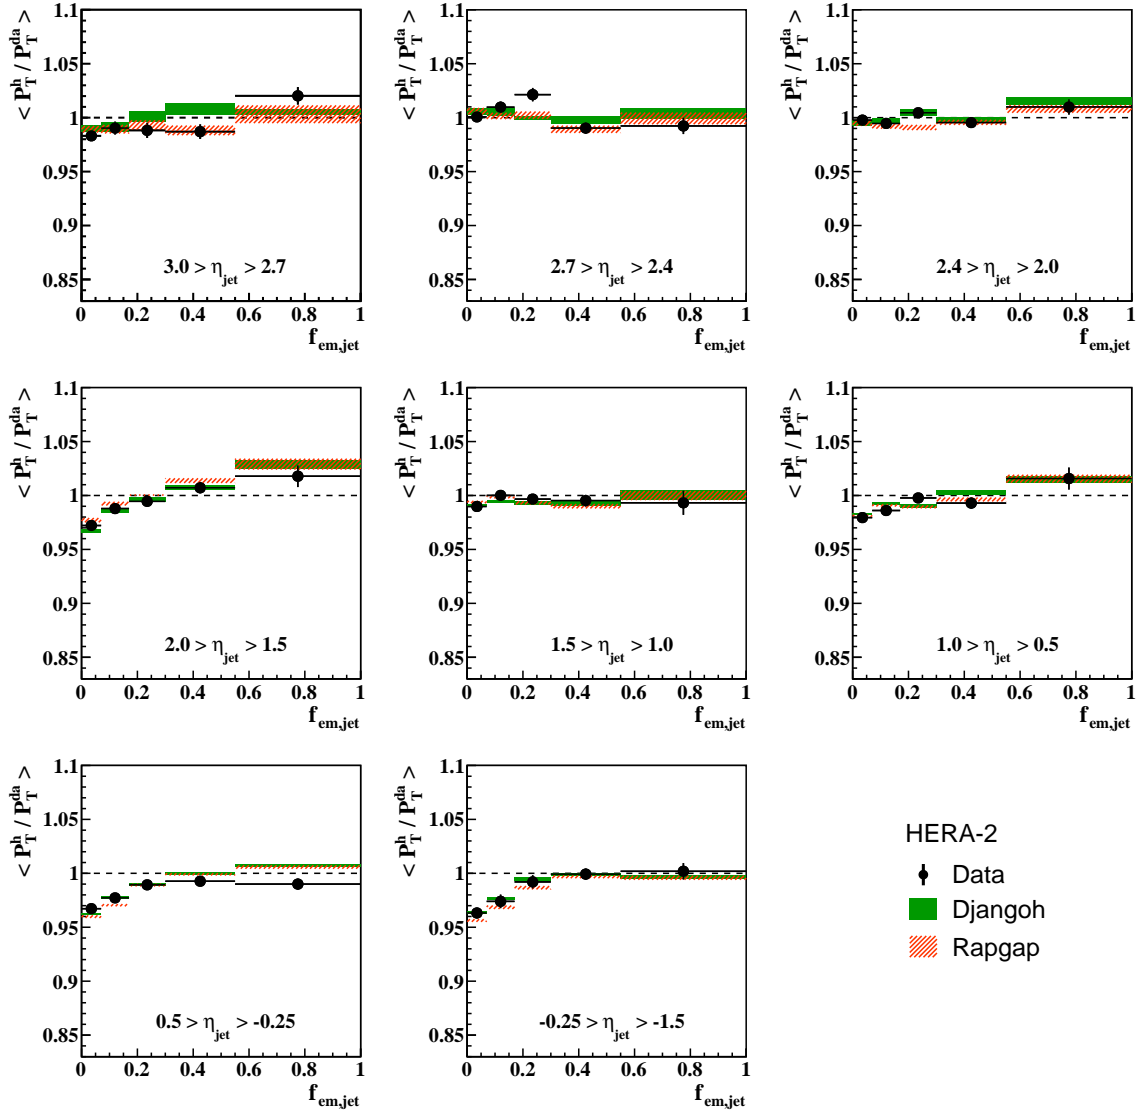 < P_T^h / P_T^da >
1.1
1.05
1
0.95
0.9
0.85
3.0 > η_jet > 2.7
0 0.2 0.4 0.6 0.8 1
f_em,jet
< P_T^h / P_T^da >
1.1
1.05
1
0.95
0.9
0.85
2.7 > η_jet > 2.4
0 0.2 0.4 0.6 0.8 1
f_em,jet
< P_T^h / P_T^da >
1.1
1.05
1
0.95
0.9
0.85
2.4 > η_jet > 2.0
0 0.2 0.4 0.6 0.8 1
f_em,jet
< P_T^h / P_T^da >
1.1
1.05
1
0.95
0.9
0.85
2.0 > η_jet > 1.5
0 0.2 0.4 0.6 0.8 1
f_em,jet
< P_T^h / P_T^da >
1.1
1.05
1
0.95
0.9
0.85
1.5 > η_jet > 1.0
0 0.2 0.4 0.6 0.8 1
f_em,jet
< P_T^h / P_T^da >
1.1
1.05
1
0.95
0.9
0.85
1.0 > η_jet > 0.5
0 0.2 0.4 0.6 0.8 1
f_em,jet
< P_T^h / P_T^da >
1.1
1.05
1
0.95
0.9
0.85
0.5 > η_jet > -0.25
0 0.2 0.4 0.6 0.8 1
f_em,jet
< P_T^h / P_T^da >
1.1
1.05
1
0.95
0.9
0.85
-0.25 > η_jet > -1.5
0 0.2 0.4 0.6 0.8 1
f_em,jet
HERA-2
Data
Djangoh
Rapgap